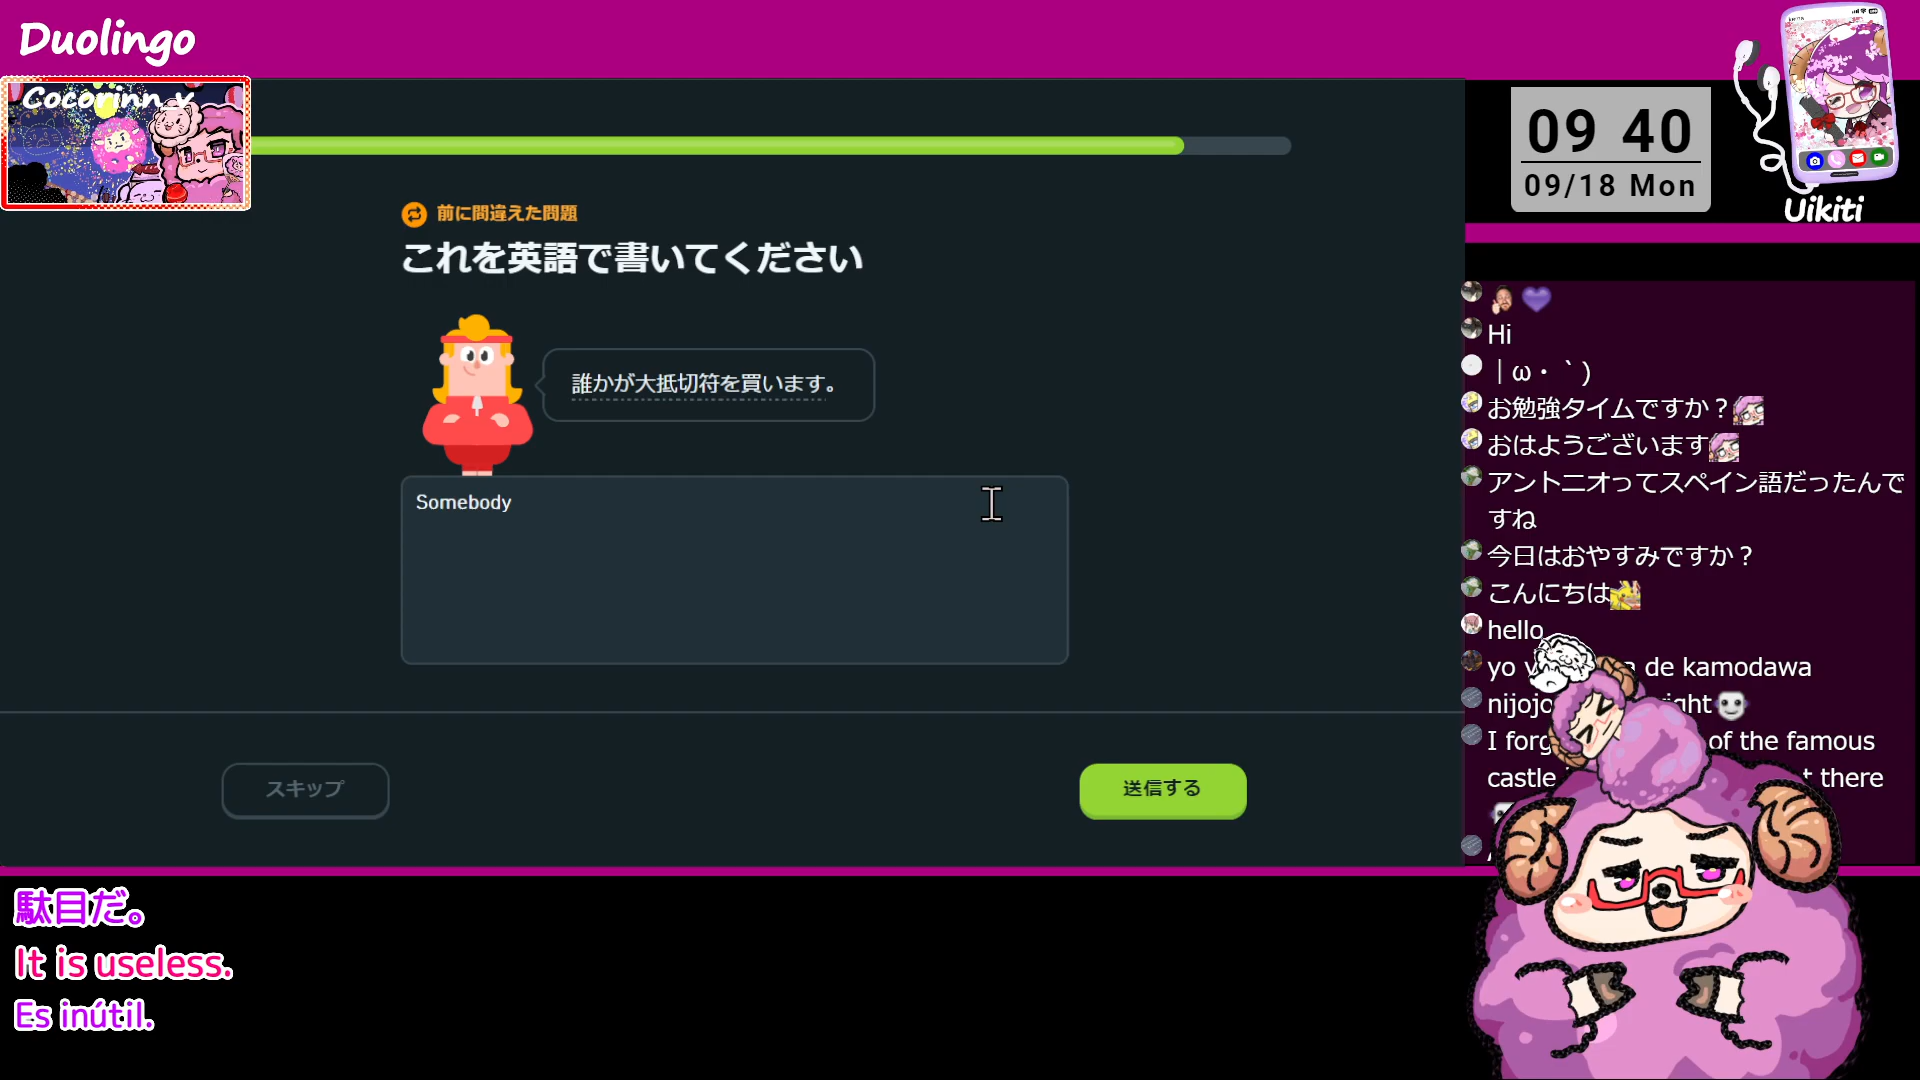 Duolingo
Cocorinn_v
前に間違えた問題
これを英語で書いてください
誰かが大抵切符を買います。
Somebody
スキップ
送信する
09 40
09/18 Mon
Uikiti
Hi
｜ω・｀)
お勉強タイムですか？
おはようございます
アントニオってスペイン語だったんで
すね
今日はおやすみですか？
こんにちは
hello
yo de kamodawa
of the famous
castle there
駄目だ。
It is useless.
Es inútil.